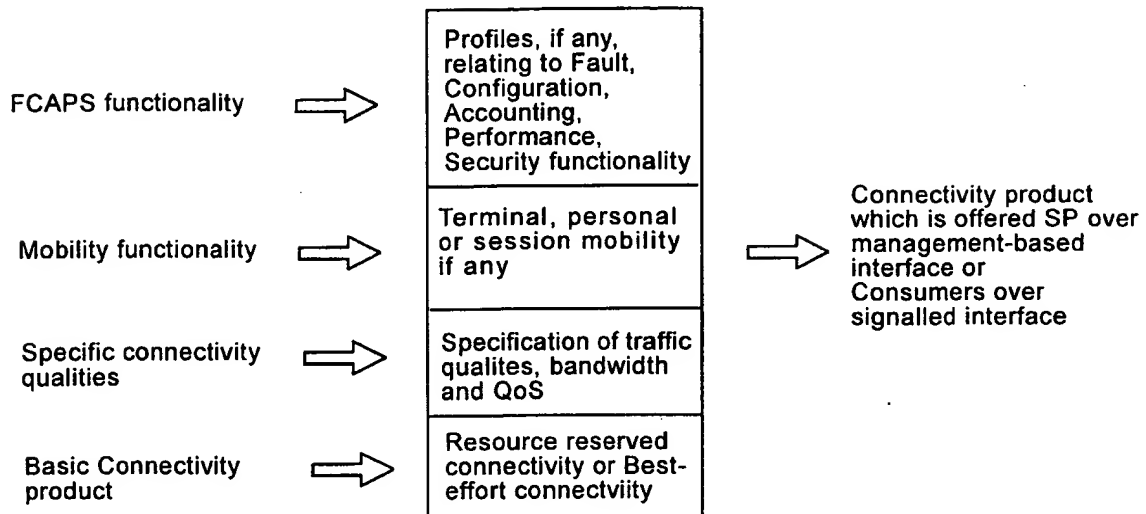 FCAPS functionality
Profiles, if any,
relating to Fault,
Configuration,
Accounting,
Performance,
Security functionality
Mobility functionality
Terminal, personal
or session mobility
if any
Specific connectivity
qualities
Specification of traffic
qualites, bandwidth
and QoS
Basic Connectivity
product
Resource reserved
connectivity or Best-
effort connectviity
Connectivity product
which is offered SP over
management-based
interface or
Consumers over
signalled interface